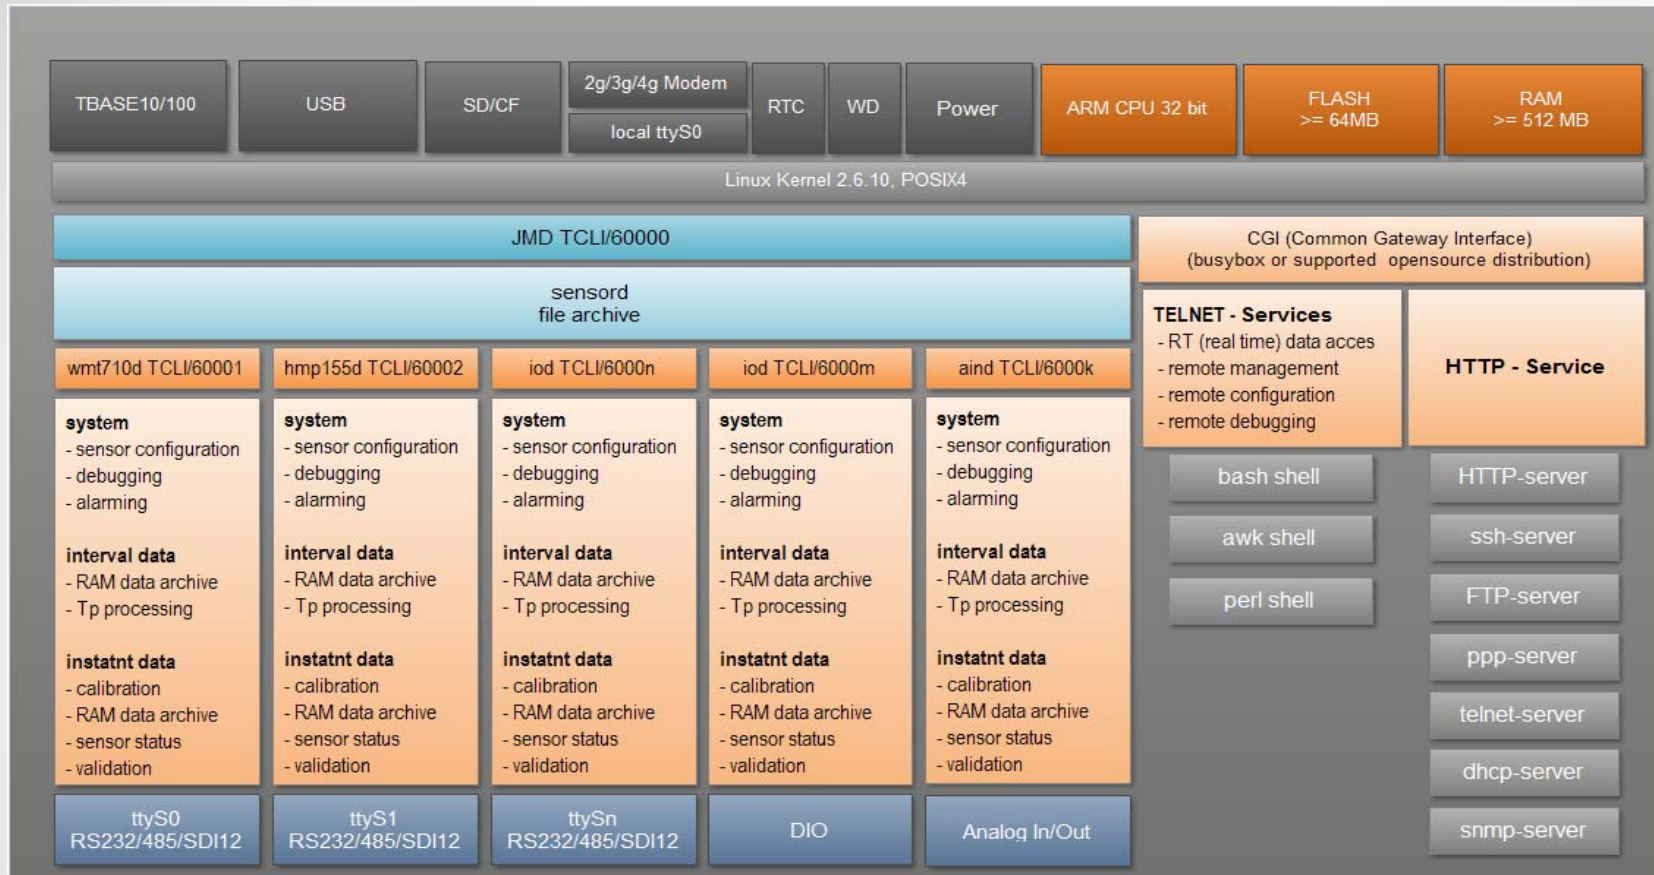 TBASE10/100
USB
SD/CF
2g/3g/4g Modem
local ttyS0
RTC
WD
Power
ARM CPU 32 bit
FLASH
>= 64MB
RAM
>= 512 MB
Linux Kernel 2.6.10, POSIX4
JMD TCLI/60000
sensord
file archive
wmt710d TCLI/60001
system
- sensor configuration
- debugging
- alarming
interval data
- RAM data archive
- Tp processing
instatnt data
- calibration
- RAM data archive
- sensor status
- validation
ttyS0
RS232/485/SDI12
hmp155d TCLI/60002
system
- sensor configuration
- debugging
- alarming
interval data
- RAM data archive
- Tp processing
instatnt data
- calibration
- RAM data archive
- sensor status
- validation
ttyS1
RS232/485/SDI12
iod TCLI/6000n
system
- sensor configuration
- debugging
- alarming
interval data
- RAM data archive
- Tp processing
instatnt data
- calibration
- RAM data archive
- sensor status
- validation
ttySn
RS232/485/SDI12
iod TCLI/6000m
system
- sensor configuration
- debugging
- alarming
interval data
- RAM data archive
- Tp processing
instatnt data
- calibration
- RAM data archive
- sensor status
- validation
DIO
aind TCLI/6000k
system
- sensor configuration
- debugging
- alarming
interval data
- RAM data archive
- Tp processing
instatnt data
- calibration
- RAM data archive
- sensor status
- validation
Analog In/Out
CGI (Common Gateway Interface)
(busybox or supported opensource distribution)
TELNET - Services
- RT (real time) data acces
- remote management
- remote configuration
- remote debugging
bash shell
awk shell
perl shell
HTTP - Service
HTTP-server
ssh-server
FTP-server
ppp-server
telnet-server
dhcp-server
snmp-server